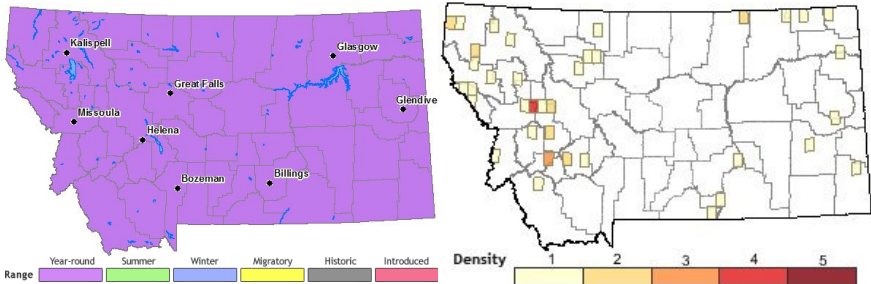 Kalispell
Glasgow
Great Falls
Glendive
Missoula
Helena
Bozeman
Billings
Range Year-round Summer Winter Migratory Historic Introduced
Density 1 2 3 4 5